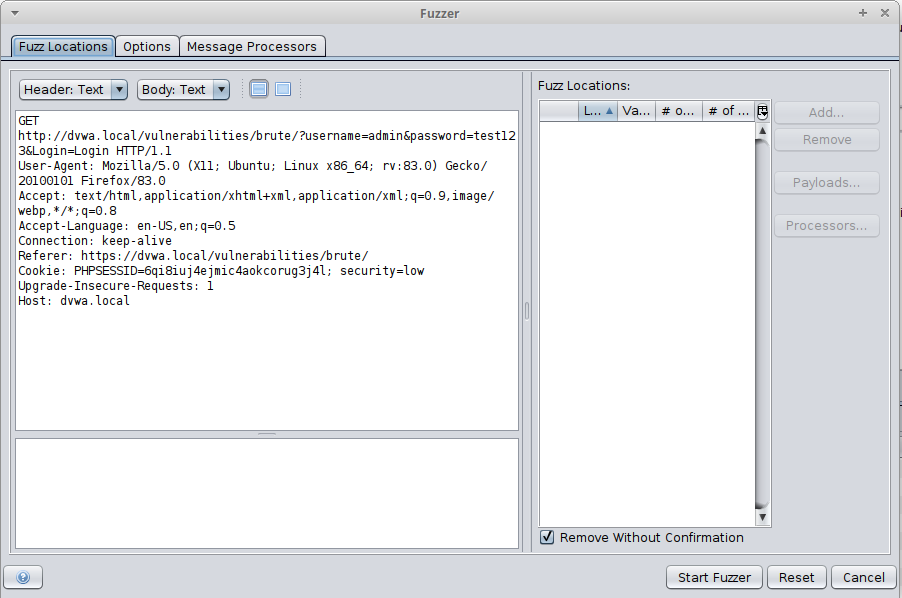 Fuzzer
Fuzz Locations Options Message Processors
Header: Text Body: Text
GET
http://dvwa.local/vulnerabilities/brute/?username=admin&password=test12
3&Login=Login HTTP/1.1
User-Agent: Mozilla/5.0 (X11; Ubuntu; Linux x86_64; rv:83.0) Gecko/
20100101 Firefox/83.0
Accept: text/html,application/xhtml+xml,application/xml;q=0.9,image/
webp,*/*;q=0.8
Accept-Language: en-US,en;q=0.5
Connection: keep-alive
Referer: https://dvwa.local/vulnerabilities/brute/
Cookie: PHPSESSID=6qi8iuj4ejmic4aokcorug3j4l; security=low
Upgrade-Insecure-Requests: 1
Host: dvwa.local
Fuzz Locations:
L... Va... # o... # of ...
Add...
Remove
Payloads...
Processors...
Remove Without Confirmation
Start Fuzzer Reset Cancel